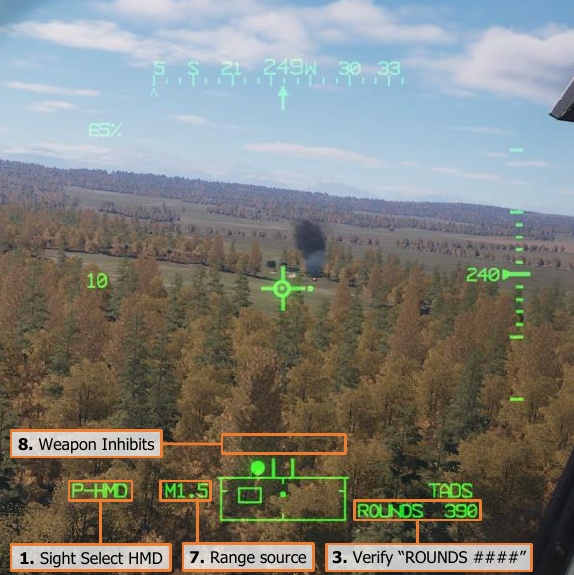 5 S 21 249W 30 33
65%
10
240
8. Weapon Inhibits
P-HMD
M1.5
TADS
ROUNDS 390
1. Sight Select HMD
7. Range source
3. Verify “ROUNDS ####”